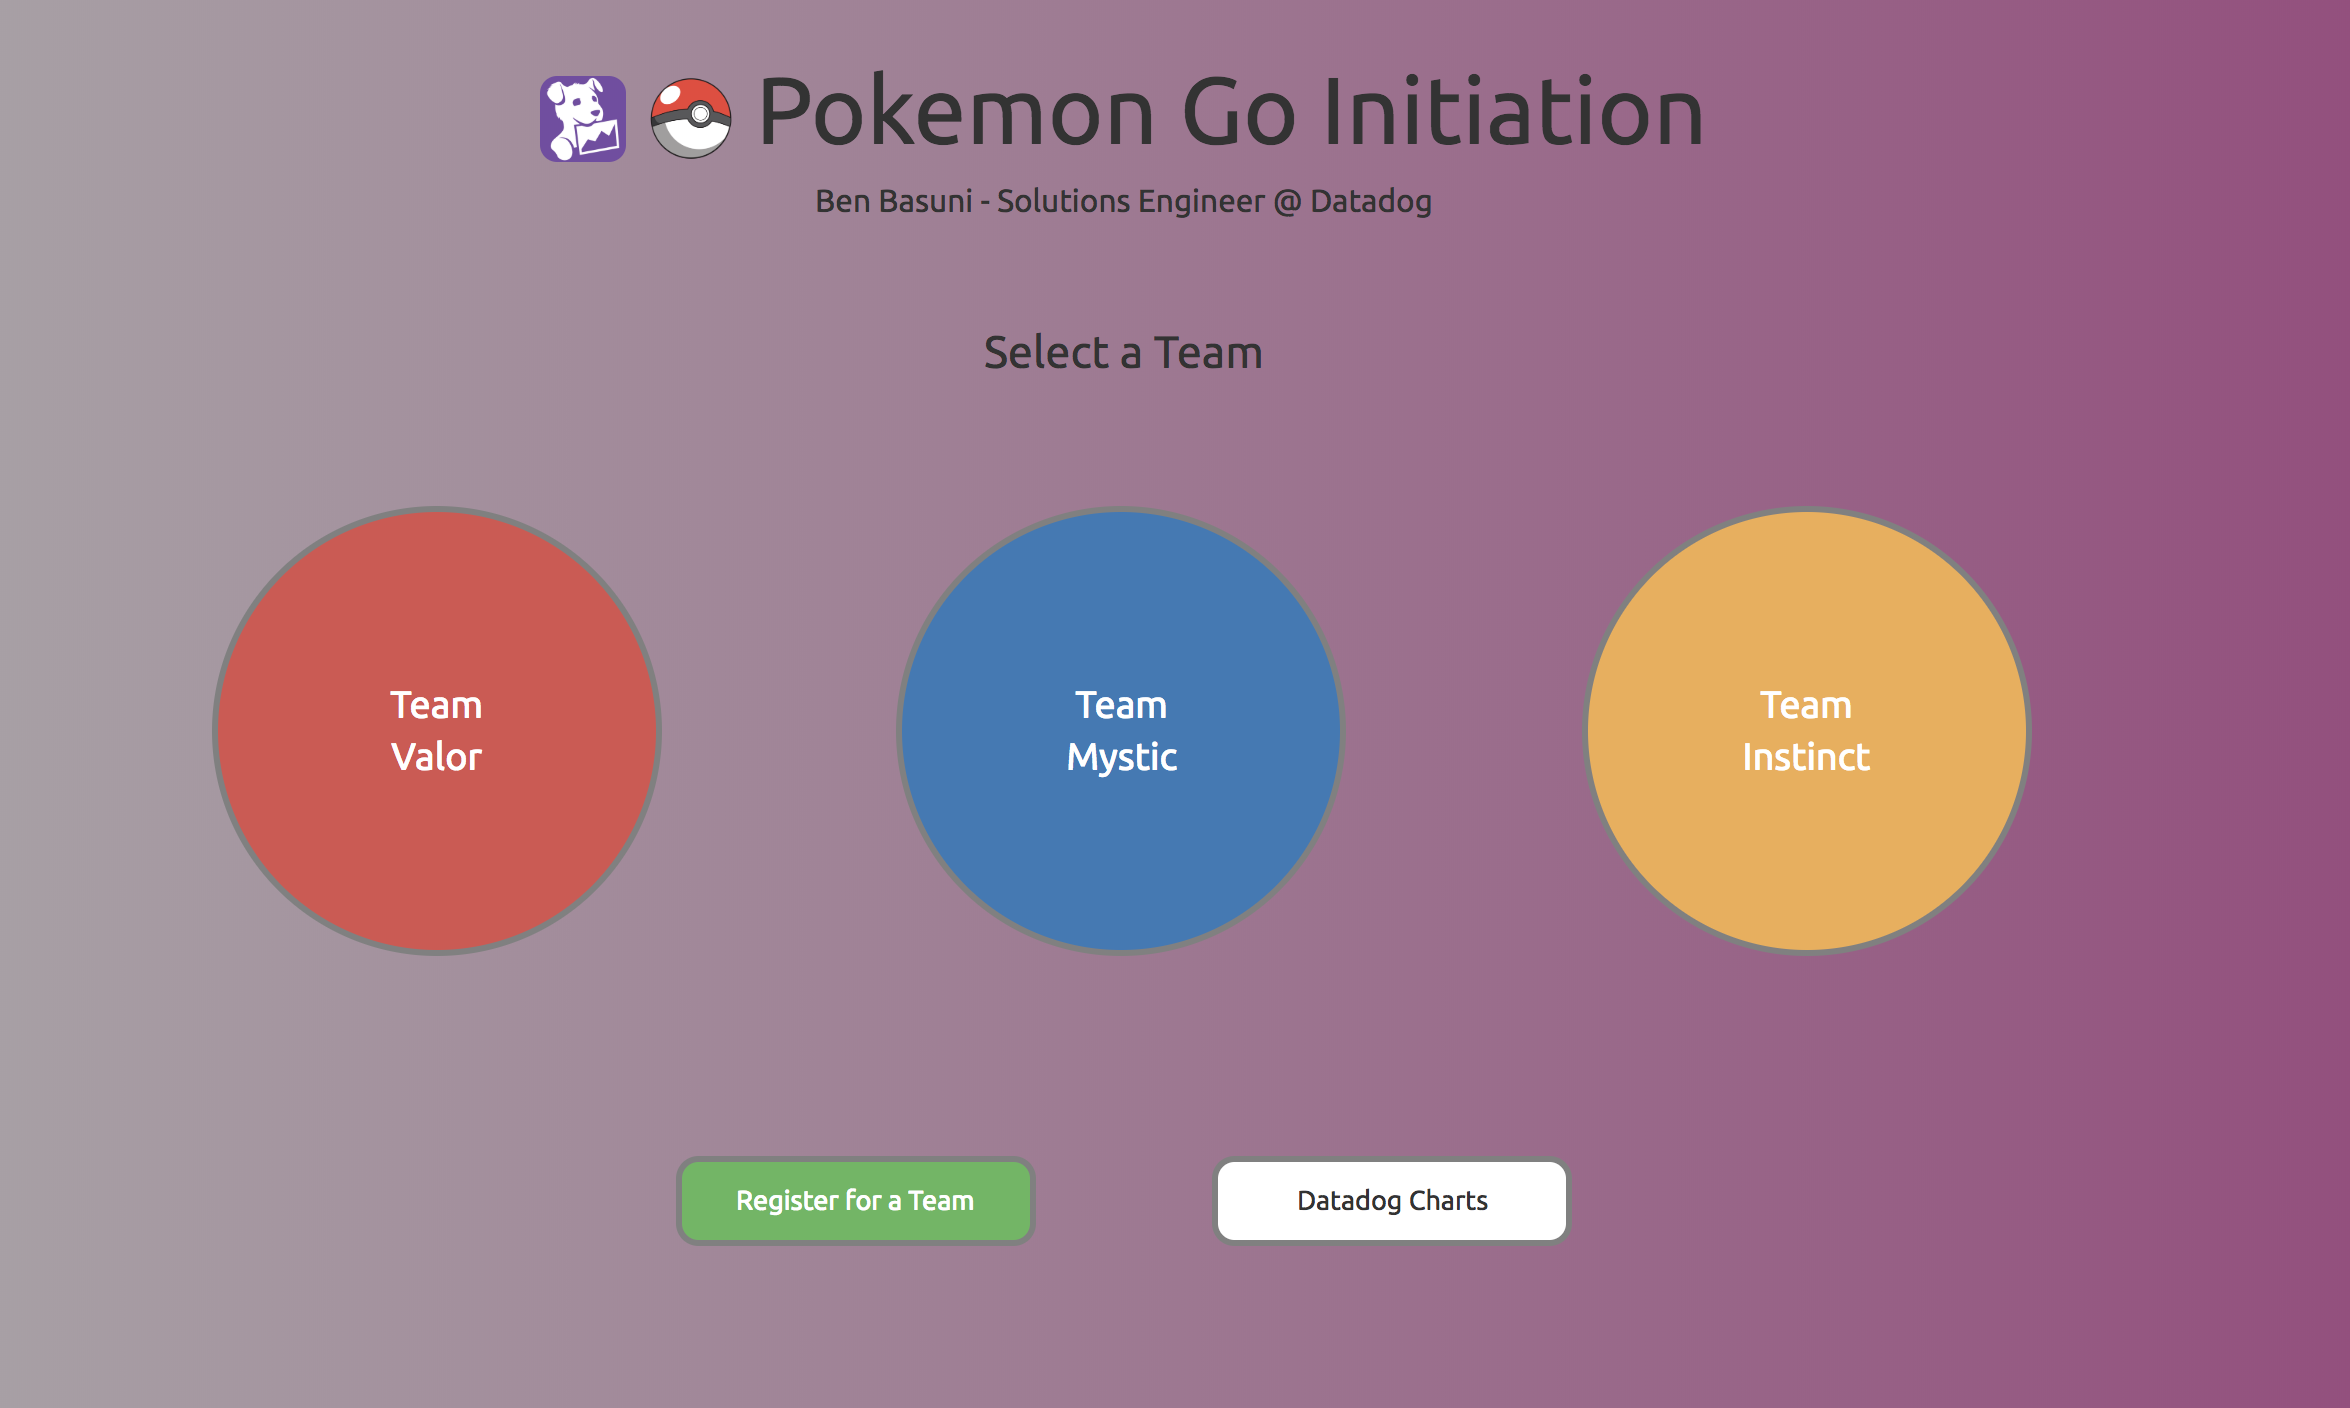 Pokemon Go Initiation
Ben Basuni - Solutions Engineer @ Datadog
Select a Team
Team
Valor
Team
Mystic
Team
Instinct
Register for a Team
Datadog Charts